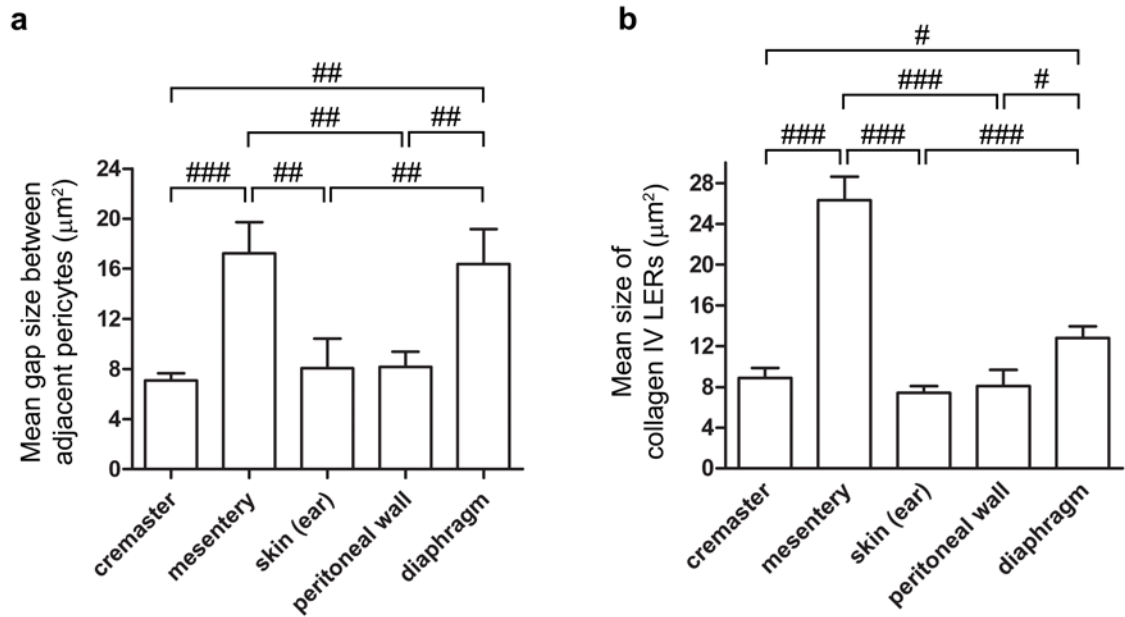 a
##
## ##
### ## ##
Mean gap size between
adjacent pericytes (μm²)
24
20
16
12
8
4
0
cremaster
mesentery
skin (ear)
peritoneal wall
diaphragm
b
#
### #
### ### ###
Mean size of
collagen IV LERs (μm²)
28
24
20
16
12
8
4
0
cremaster
mesentery
skin (ear)
peritoneal wall
diaphragm